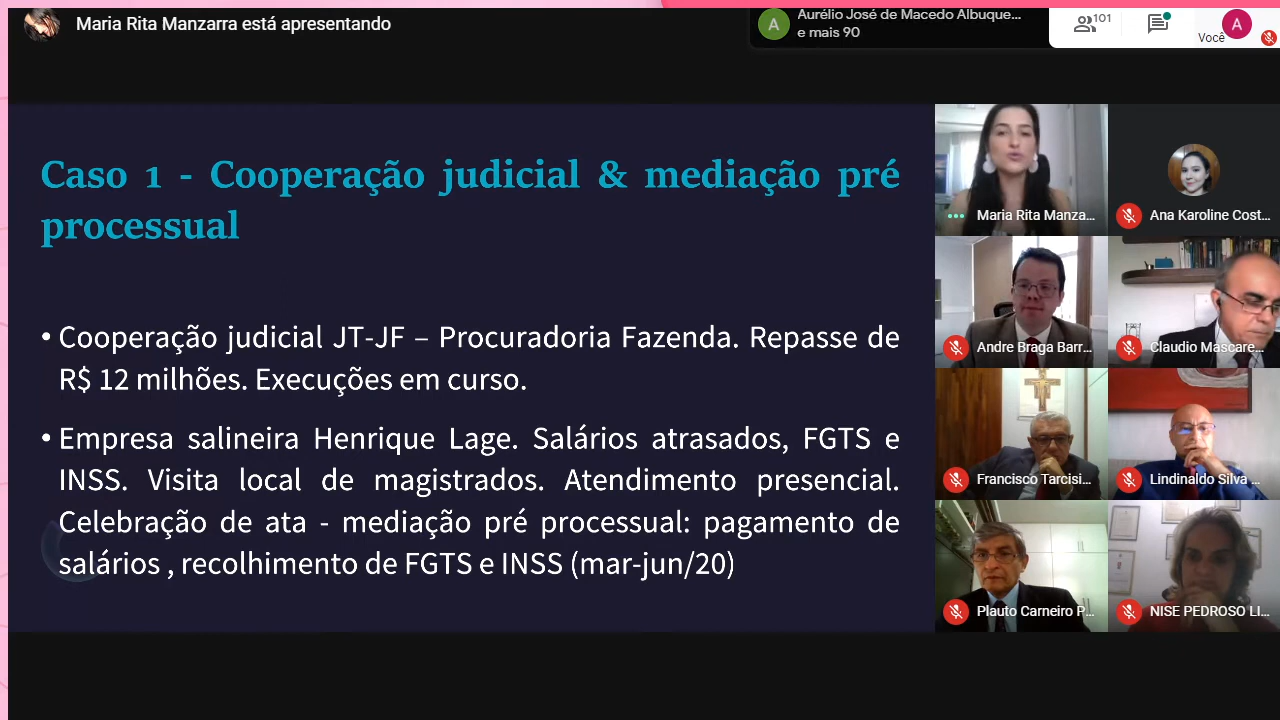 Maria Rita Manzarra está apresentando
A
Aurélio José de Macedo Albuque...
e mais 90
101
A
Você
Caso 1 - Cooperação judicial & mediação pré
processual
• Cooperação judicial JT-JF – Procuradoria Fazenda. Repasse de
R$ 12 milhões. Execuções em curso.
• Empresa salineira Henrique Lage. Salários atrasados, FGTS e
INSS. Visita local de magistrados. Atendimento presencial.
Celebração de ata - mediação pré processual: pagamento de
salários , recolhimento de FGTS e INSS (mar-jun/20)
Maria Rita Manza...
Ana Karoline Cost...
Andre Braga Barr...
Claudio Mascare...
Francisco Tarcisi...
Lindinaldo Silva ...
Plauto Carneiro P...
NISE PEDROSO LI...